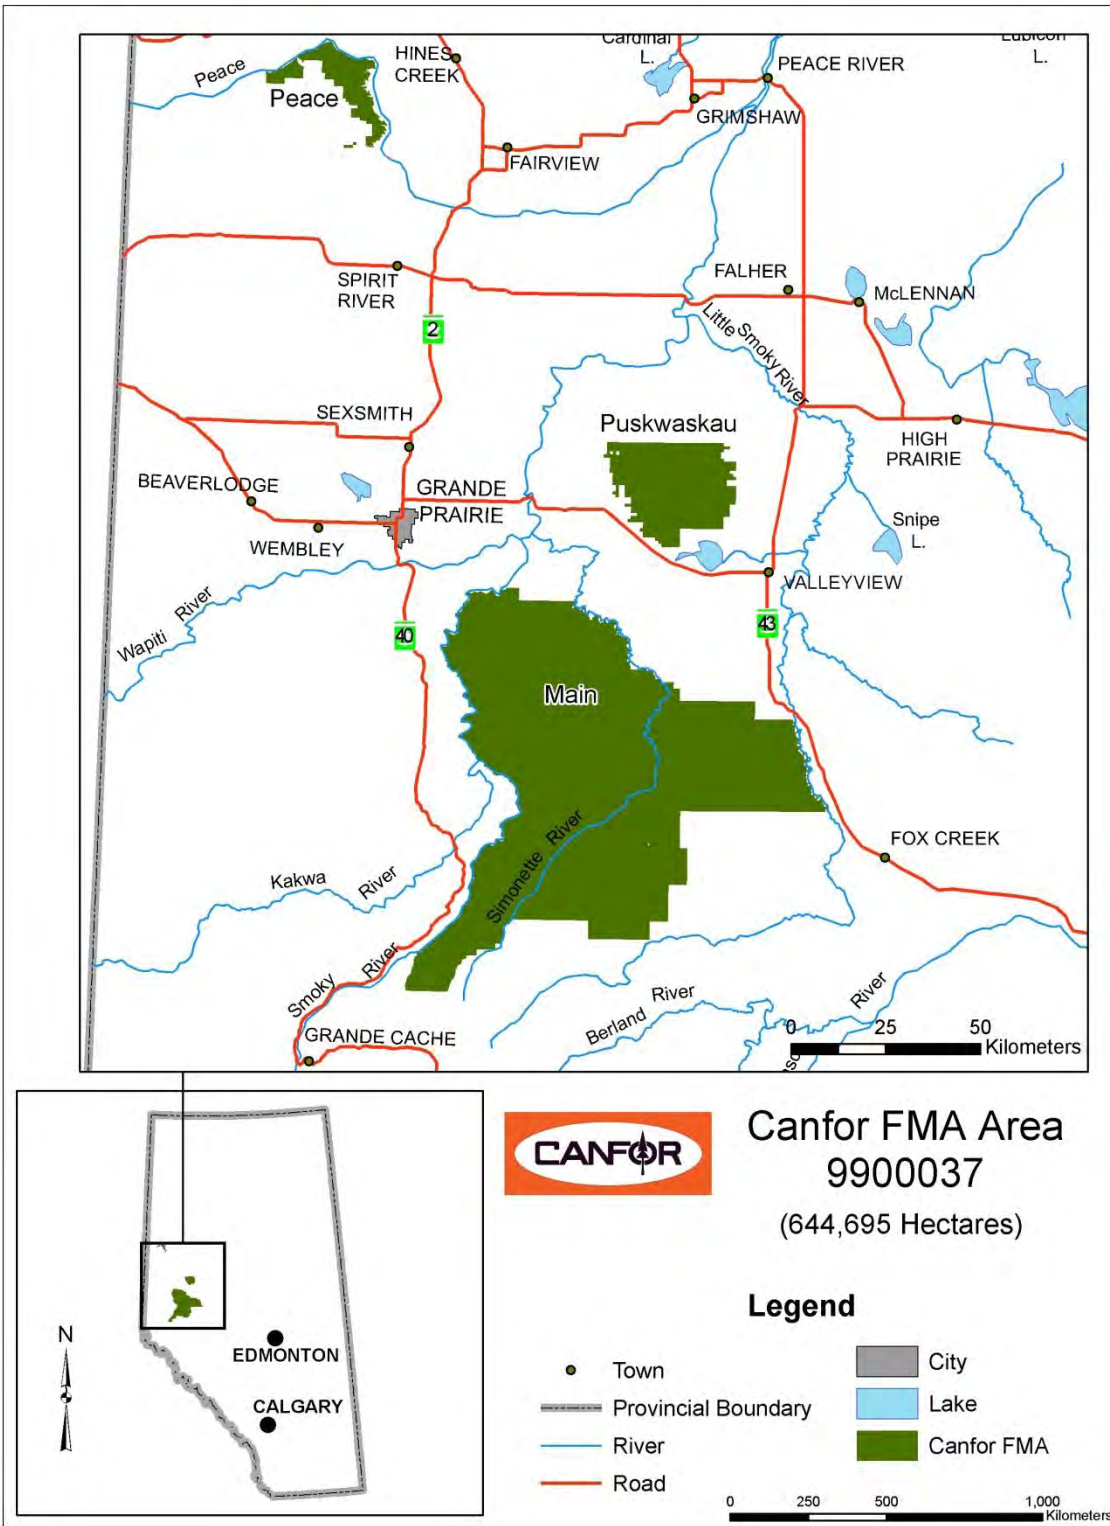 Cardinal
L.
Lubicon
L.
HINES
CREEK
Peace
PEACE RIVER
Peace
GRIMSHAW
FAIRVIEW
SPIRIT
RIVER
FALHER
McLENNAN
2
Little
Smoky River
SEXSMITH
Puskwaskau
HIGH
PRAIRIE
BEAVERLODGE
GRANDE
PRAIRIE
WEMBLEY
Snipe
L.
VALLEYVIEW
Wapiti River
40
43
Main
Simonette River
FOX CREEK
Kakwa River
Smoky River
Berland River
River
GRANDE CACHE
0 25 50
Kilometers
CANFOR
Canfor FMA Area
9900037
(644,695 Hectares)
N
EDMONTON
CALGARY
Legend
Town
Provincial Boundary
River
Road
City
Lake
Canfor FMA
0 250 500 1,000
Kilometers